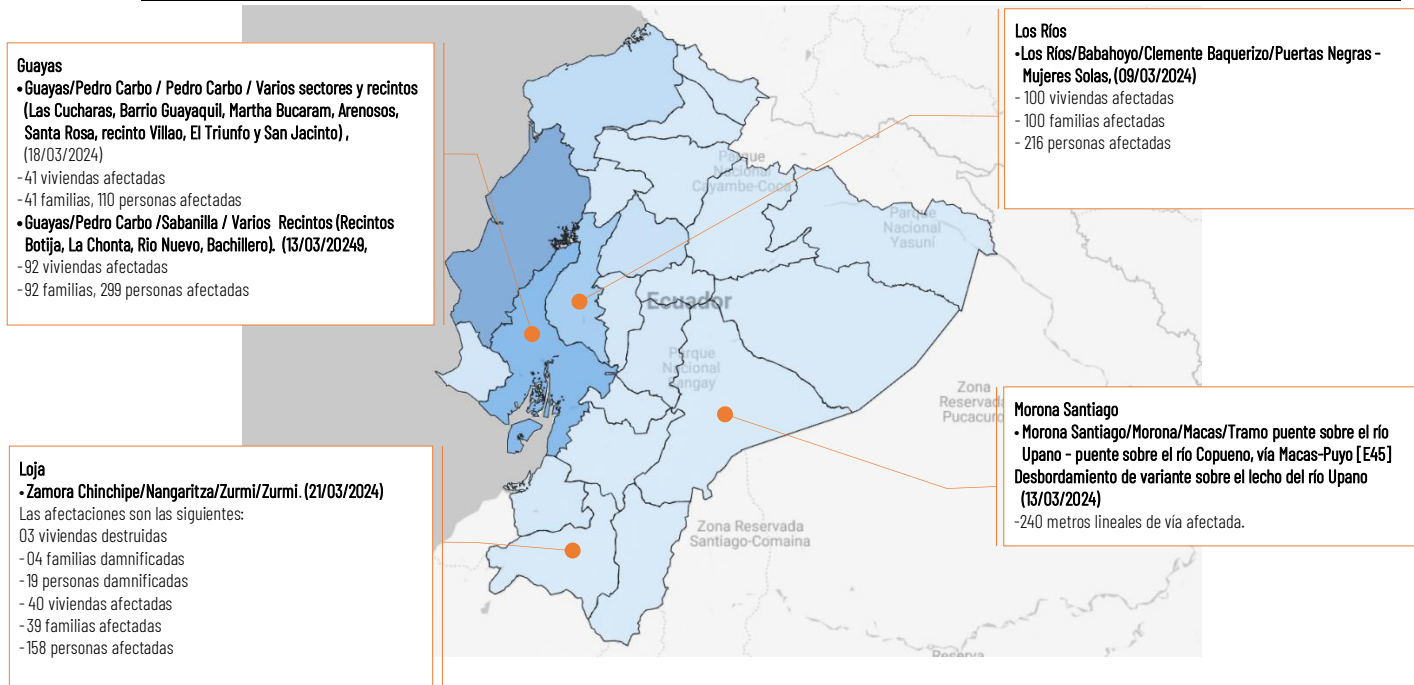 Guayas
•Guayas/Pedro Carbo / Pedro Carbo / Varios sectores y recintos
(Las Cucharas, Barrio Guayaquil, Martha Bucaram, Arenosos,
Santa Rosa, recinto Villao, El Triunfo y San Jacinto) ,
(18/03/2024)
-41 viviendas afectadas
-41 familias, 110 personas afectadas
•Guayas/Pedro Carbo /Sabanilla / Varios Recintos (Recintos
Botija, La Chonta, Rio Nuevo, Bachillero). (13/03/20249,
-92 viviendas afectadas
-92 familias, 299 personas afectadas
Los Ríos
•Los Ríos/Babahoyo/Clemente Baquerizo/Puertas Negras -
Mujeres Solas, (09/03/2024)
- 100 viviendas afectadas
- 100 familias afectadas
- 216 personas afectadas
Parque
Nacional
Cayambe-Coca
Parque
Nacional
Yasuní
Ecuador
Parque
Nacional
Sangay
Zona
Reservada
Pucacuro
Zona Reservada
Santiago-Comaina
Reserva
Loja
• Zamora Chinchipe/Nangaritza/Zurmi/Zurmi. (21/03/2024)
Las afectaciones son las siguientes:
03 viviendas destruidas
-04 familias damnificadas
-19 personas damnificadas
- 40 viviendas afectadas
-39 familias afectadas
-158 personas afectadas
Morona Santiago
• Morona Santiago/Morona/Macas/Tramo puente sobre el río
Upano - puente sobre el río Copueno, vía Macas-Puyo [E45]
Desbordamiento de variante sobre el lecho del río Upano
(13/03/2024)
-240 metros lineales de vía afectada.